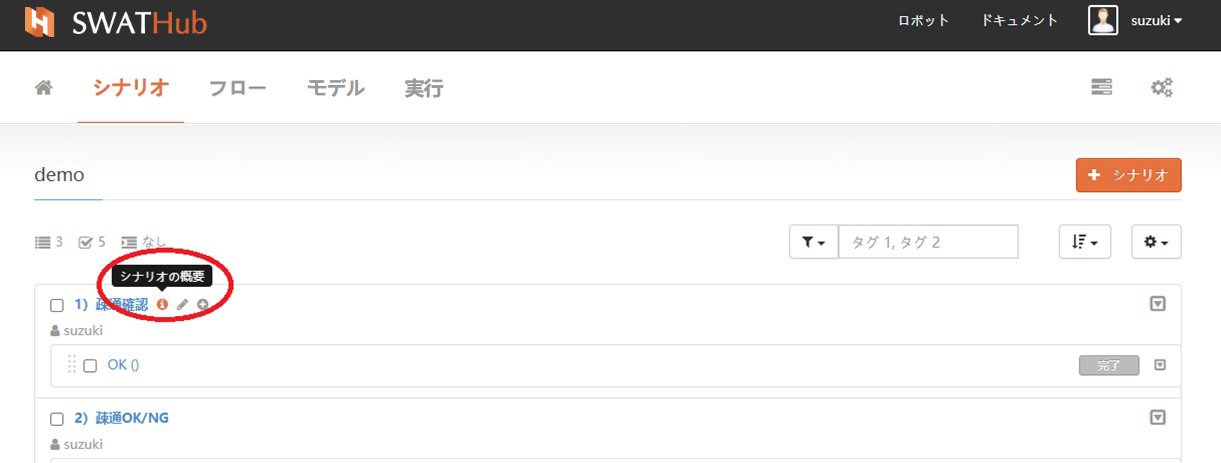 SWATHub ロボット ドキュメント suzuki
シナリオ フロー モデル 実行
demo
シナリオ
3 5 なし
タグ 1, タグ 2
シナリオの概要
1）疎通確認
suzuki
OK ()
完了
2）疎通OK/NG
suzuki